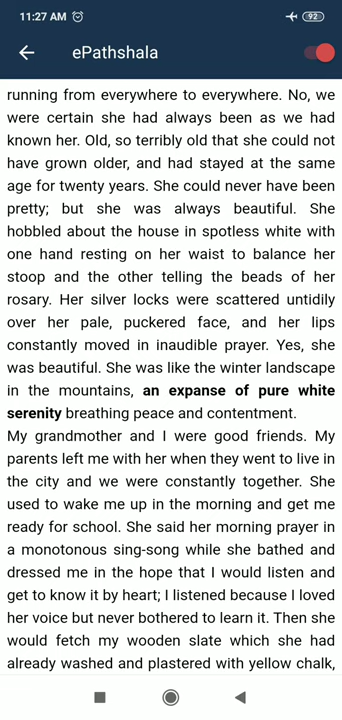 11:27 AM
92
ePathshala
running from everywhere to everywhere. No, we
were certain she had always been as we had
known her. Old, so terribly old that she could not
have grown older, and had stayed at the same
age for twenty years. She could never have been
pretty; but she was always beautiful. She
hobbled about the house in spotless white with
one hand resting on her waist to balance her
stoop and the other telling the beads of her
rosary. Her silver locks were scattered untidily
over her pale, puckered face, and her lips
constantly moved in inaudible prayer. Yes, she
was beautiful. She was like the winter landscape
in the mountains, an expanse of pure white
serenity breathing peace and contentment.
My grandmother and I were good friends. My
parents left me with her when they went to live in
the city and we were constantly together. She
used to wake me up in the morning and get me
ready for school. She said her morning prayer in
a monotonous sing-song while she bathed and
dressed me in the hope that I would listen and
get to know it by heart; I listened because I loved
her voice but never bothered to learn it. Then she
would fetch my wooden slate which she had
already washed and plastered with yellow chalk,